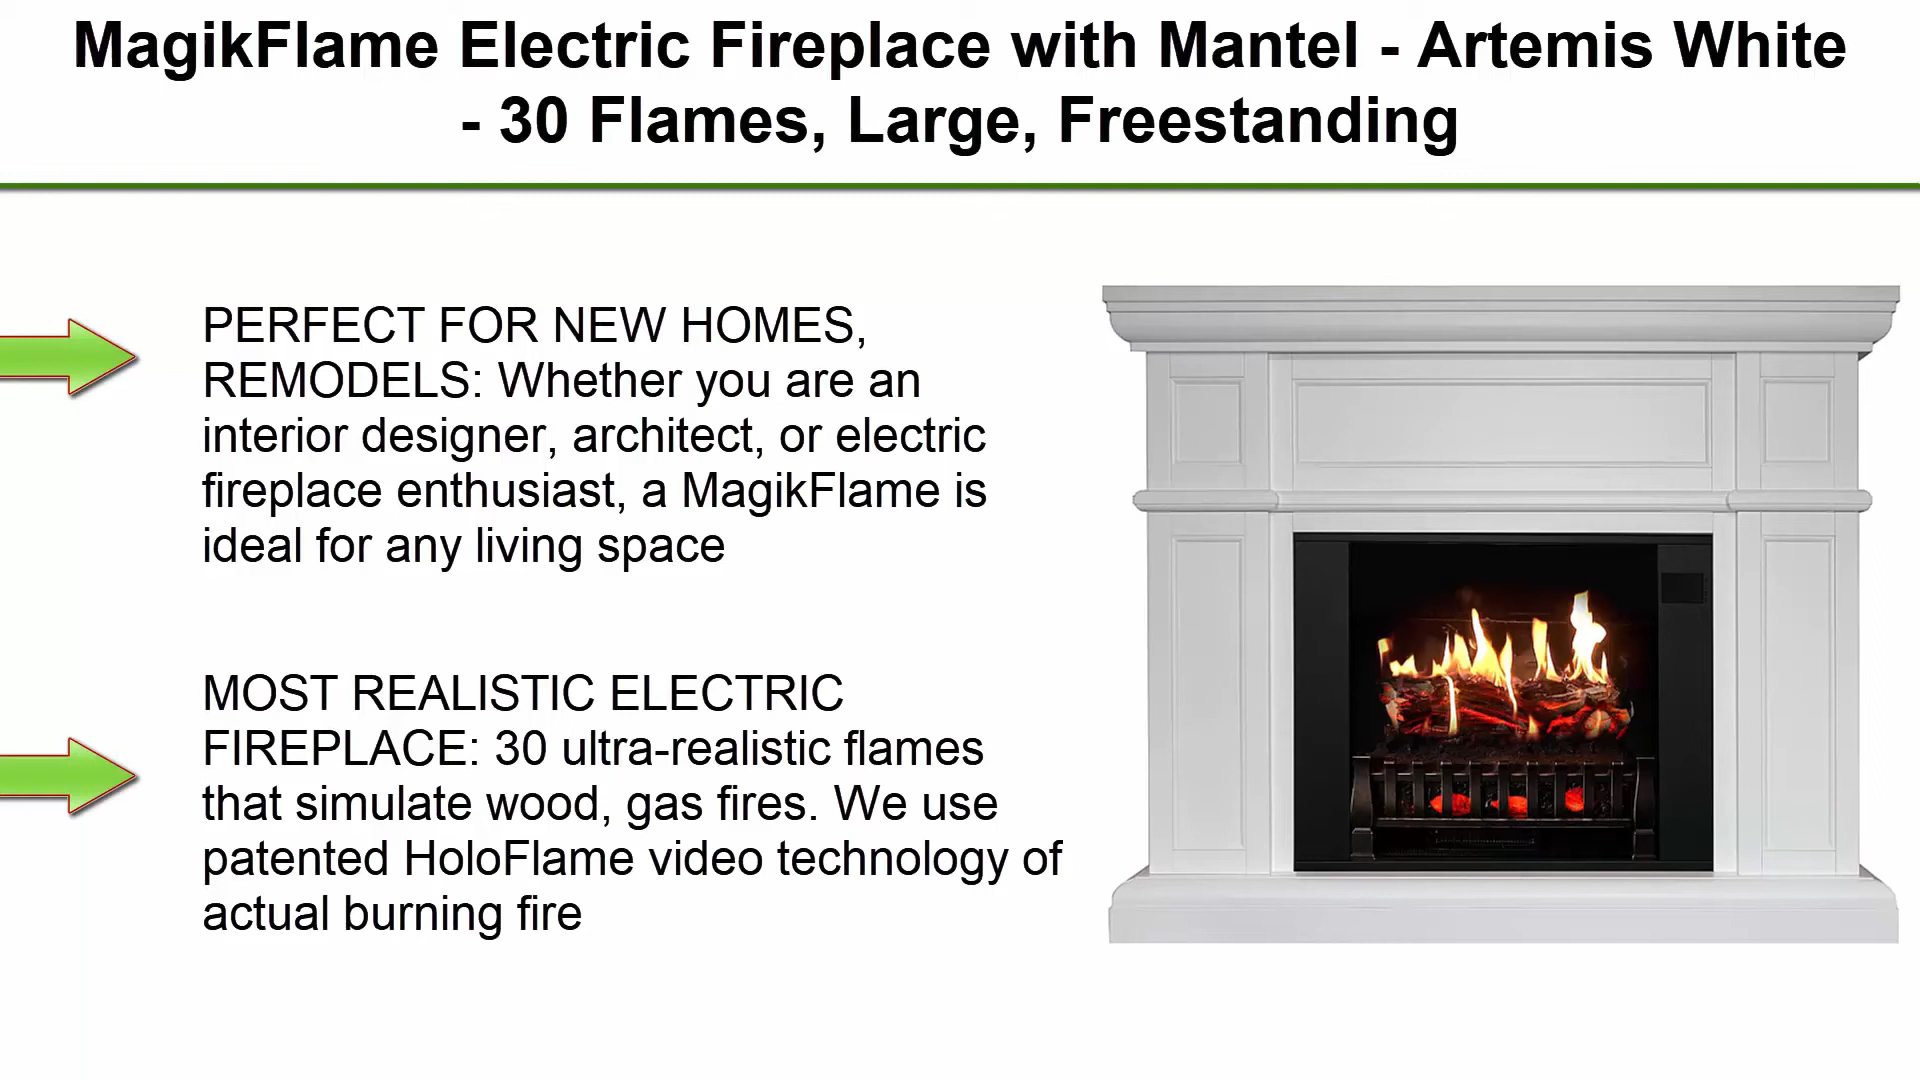 MagikFlame Electric Fireplace with Mantel - Artemis White
- 30 Flames, Large, Freestanding
PERFECT FOR NEW HOMES,
REMODELS: Whether you are an
interior designer, architect, or electric
fireplace enthusiast, a MagikFlame is
ideal for any living space
MOST REALISTIC ELECTRIC
FIREPLACE: 30 ultra-realistic flames
that simulate wood, gas fires. We use
patented HoloFlame video technology of
actual burning fire